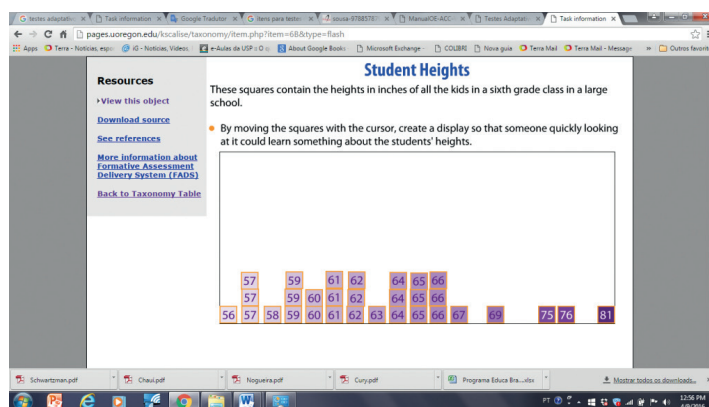 testes adaptativ
Task information
Google Tradutor
itens para testes
sousa-97685787
ManualOE-ACC
Testes Adaptati
Task information
pages.uoregon.edu/kscalise/taxonomy/item.php?item=6B&type=flash
Apps Terra - Notícias, espo iG - Notícias, Vídeos, e-Aulas da USP About Google Books Microsoft Exchange - COLIBRI Nova guia Terra Mail Terra Mail - Message » Outros favorit
Resources
View this object
Download source
See references
More information about
Formative Assessment
Delivery System (FADS)
Back to Taxonomy Table
Student Heights
These squares contain the heights in inches of all the kids in a sixth grade class in a large
school.
• By moving the squares with the cursor, create a display so that someone quickly looking
at it could learn something about the students' heights.
57 59 61 62 64 65 66
57 59 60 61 62 64 65 66
56 57 58 59 60 61 62 63 64 65 66 67 69 75 76 81
Schwartzman.pdf Chaui.pdf Nogueira.pdf Cury.pdf Programa Educa Bra....xlsx Mostrar todos os downloads...
PT 12:56 PM